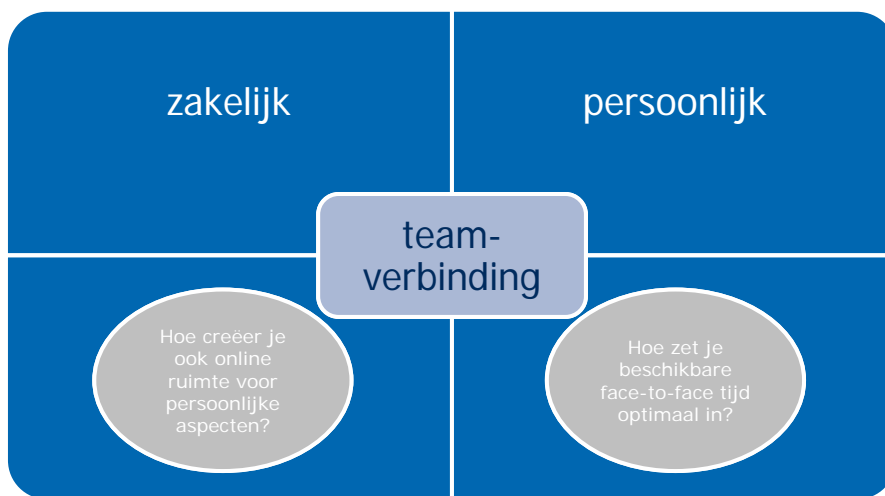 zakelijk
persoonlijk
team-
verbinding
Hoe creëer je
ook online
ruimte voor
persoonlijke
aspecten?
Hoe zet je
beschikbare
face-to-face tijd
optimaal in?